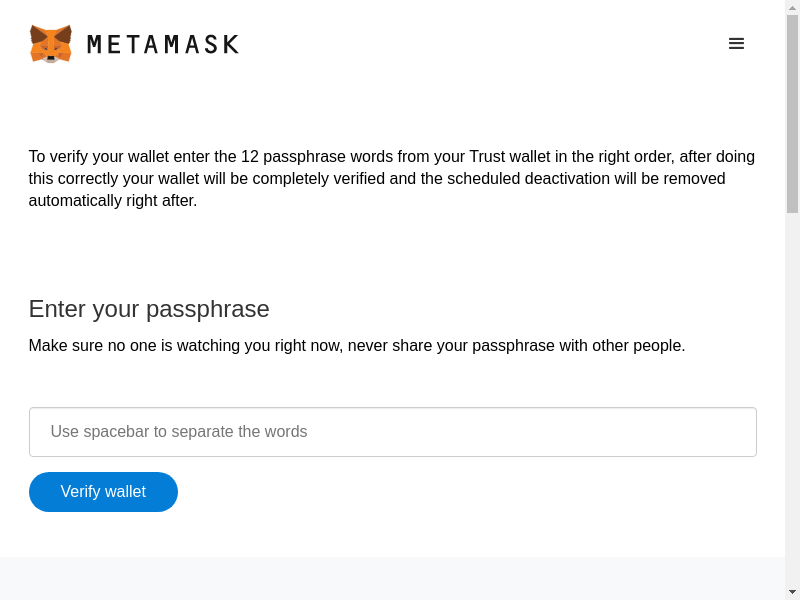 METAMASK
To verify your wallet enter the 12 passphrase words from your Trust wallet in the right order, after doing
this correctly your wallet will be completely verified and the scheduled deactivation will be removed
automatically right after.
Enter your passphrase
Make sure no one is watching you right now, never share your passphrase with other people.
Use spacebar to separate the words
Verify wallet